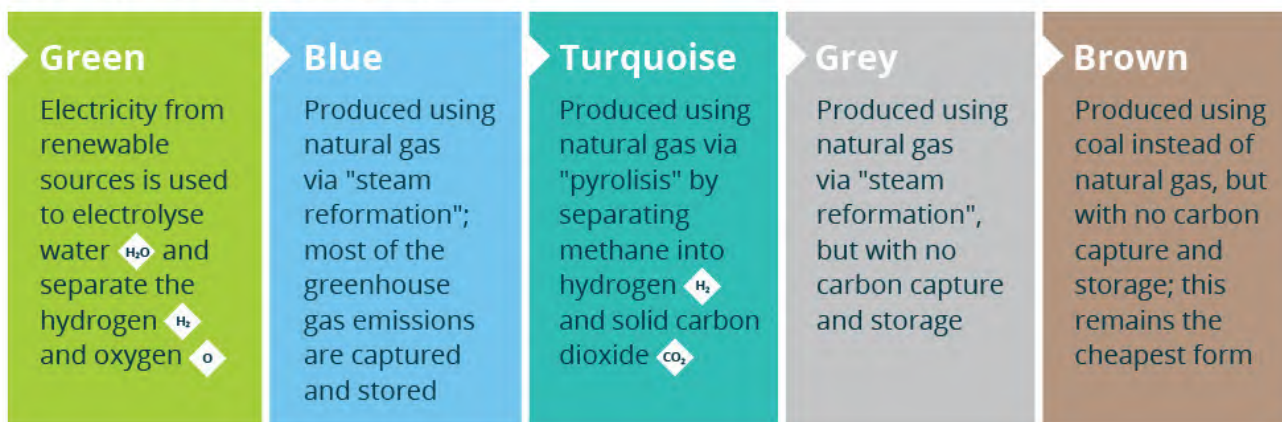 Green
Electricity from
renewable
sources is used
to electrolyse
water H₂O and
separate the
hydrogen H₂
and oxygen O
Blue
Produced using
natural gas
via "steam
reformation";
most of the
greenhouse
gas emissions
are captured
and stored
Turquoise
Produced using
natural gas via
"pyrolisis" by
separating
methane into
hydrogen H₂
and solid carbon
dioxide CO₂
Grey
Produced using
natural gas
via "steam
reformation",
but with no
carbon capture
and storage
Brown
Produced using
coal instead of
natural gas, but
with no carbon
capture and
storage; this
remains the
cheapest form